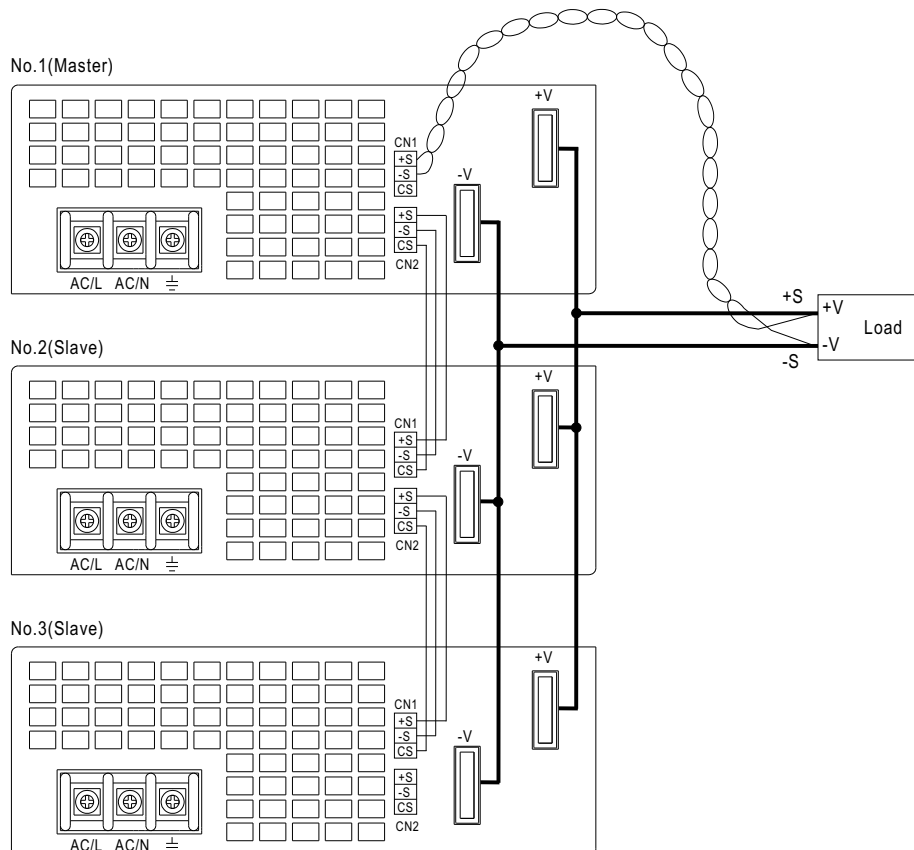 No.1(Master)
+V
CN1
+S
-S
CS
-V
+S
-S
CS
CN2
AC/L AC/N
+S
+V
Load
-V
-S
No.2(Slave)
+V
CN1
+S
-S
CS
-V
+S
-S
CS
CN2
AC/L AC/N
No.3(Slave)
+V
CN1
+S
-S
CS
-V
+S
-S
CS
CN2
AC/L AC/N